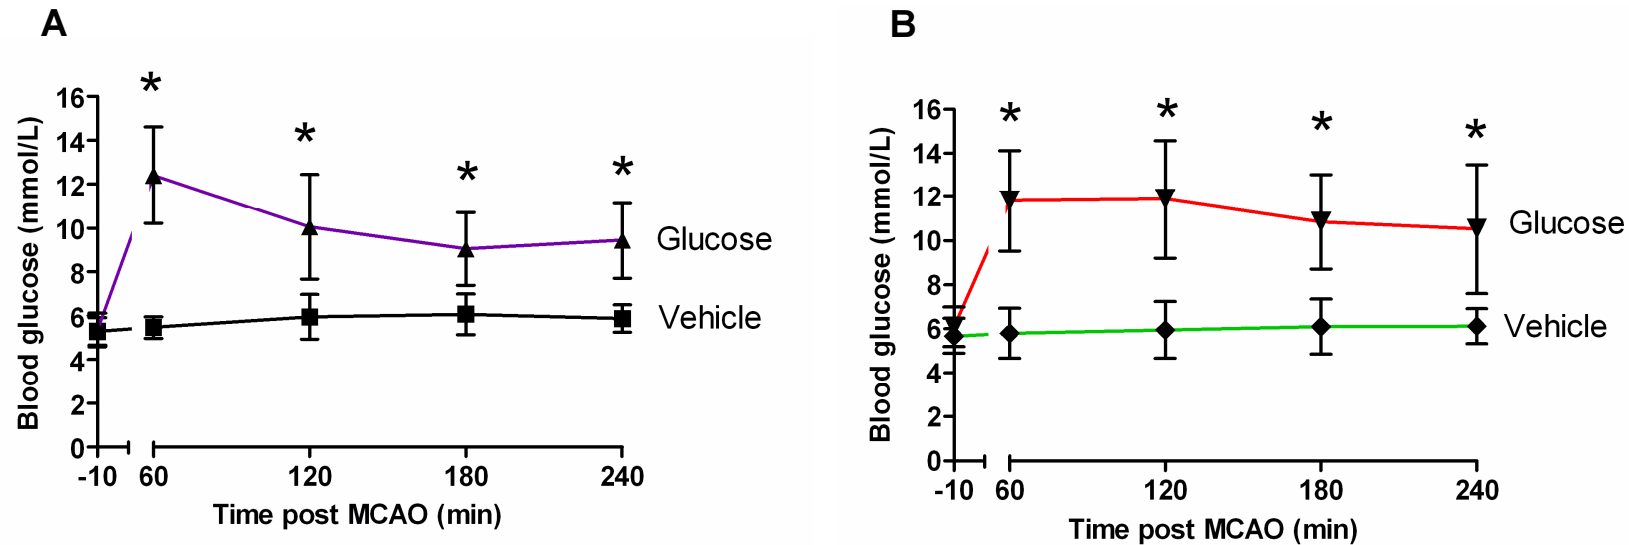 A
*
*
*
*
16
14
12
10
8
6
4
2
0
Blood glucose (mmol/L)
Glucose
Vehicle
-10 60 120 180 240
Time post MCAO (min)
B
*
*
*
*
16
14
12
10
8
6
4
2
0
Blood glucose (mmol/L)
Glucose
Vehicle
-10 60 120 180 240
Time post MCAO (min)